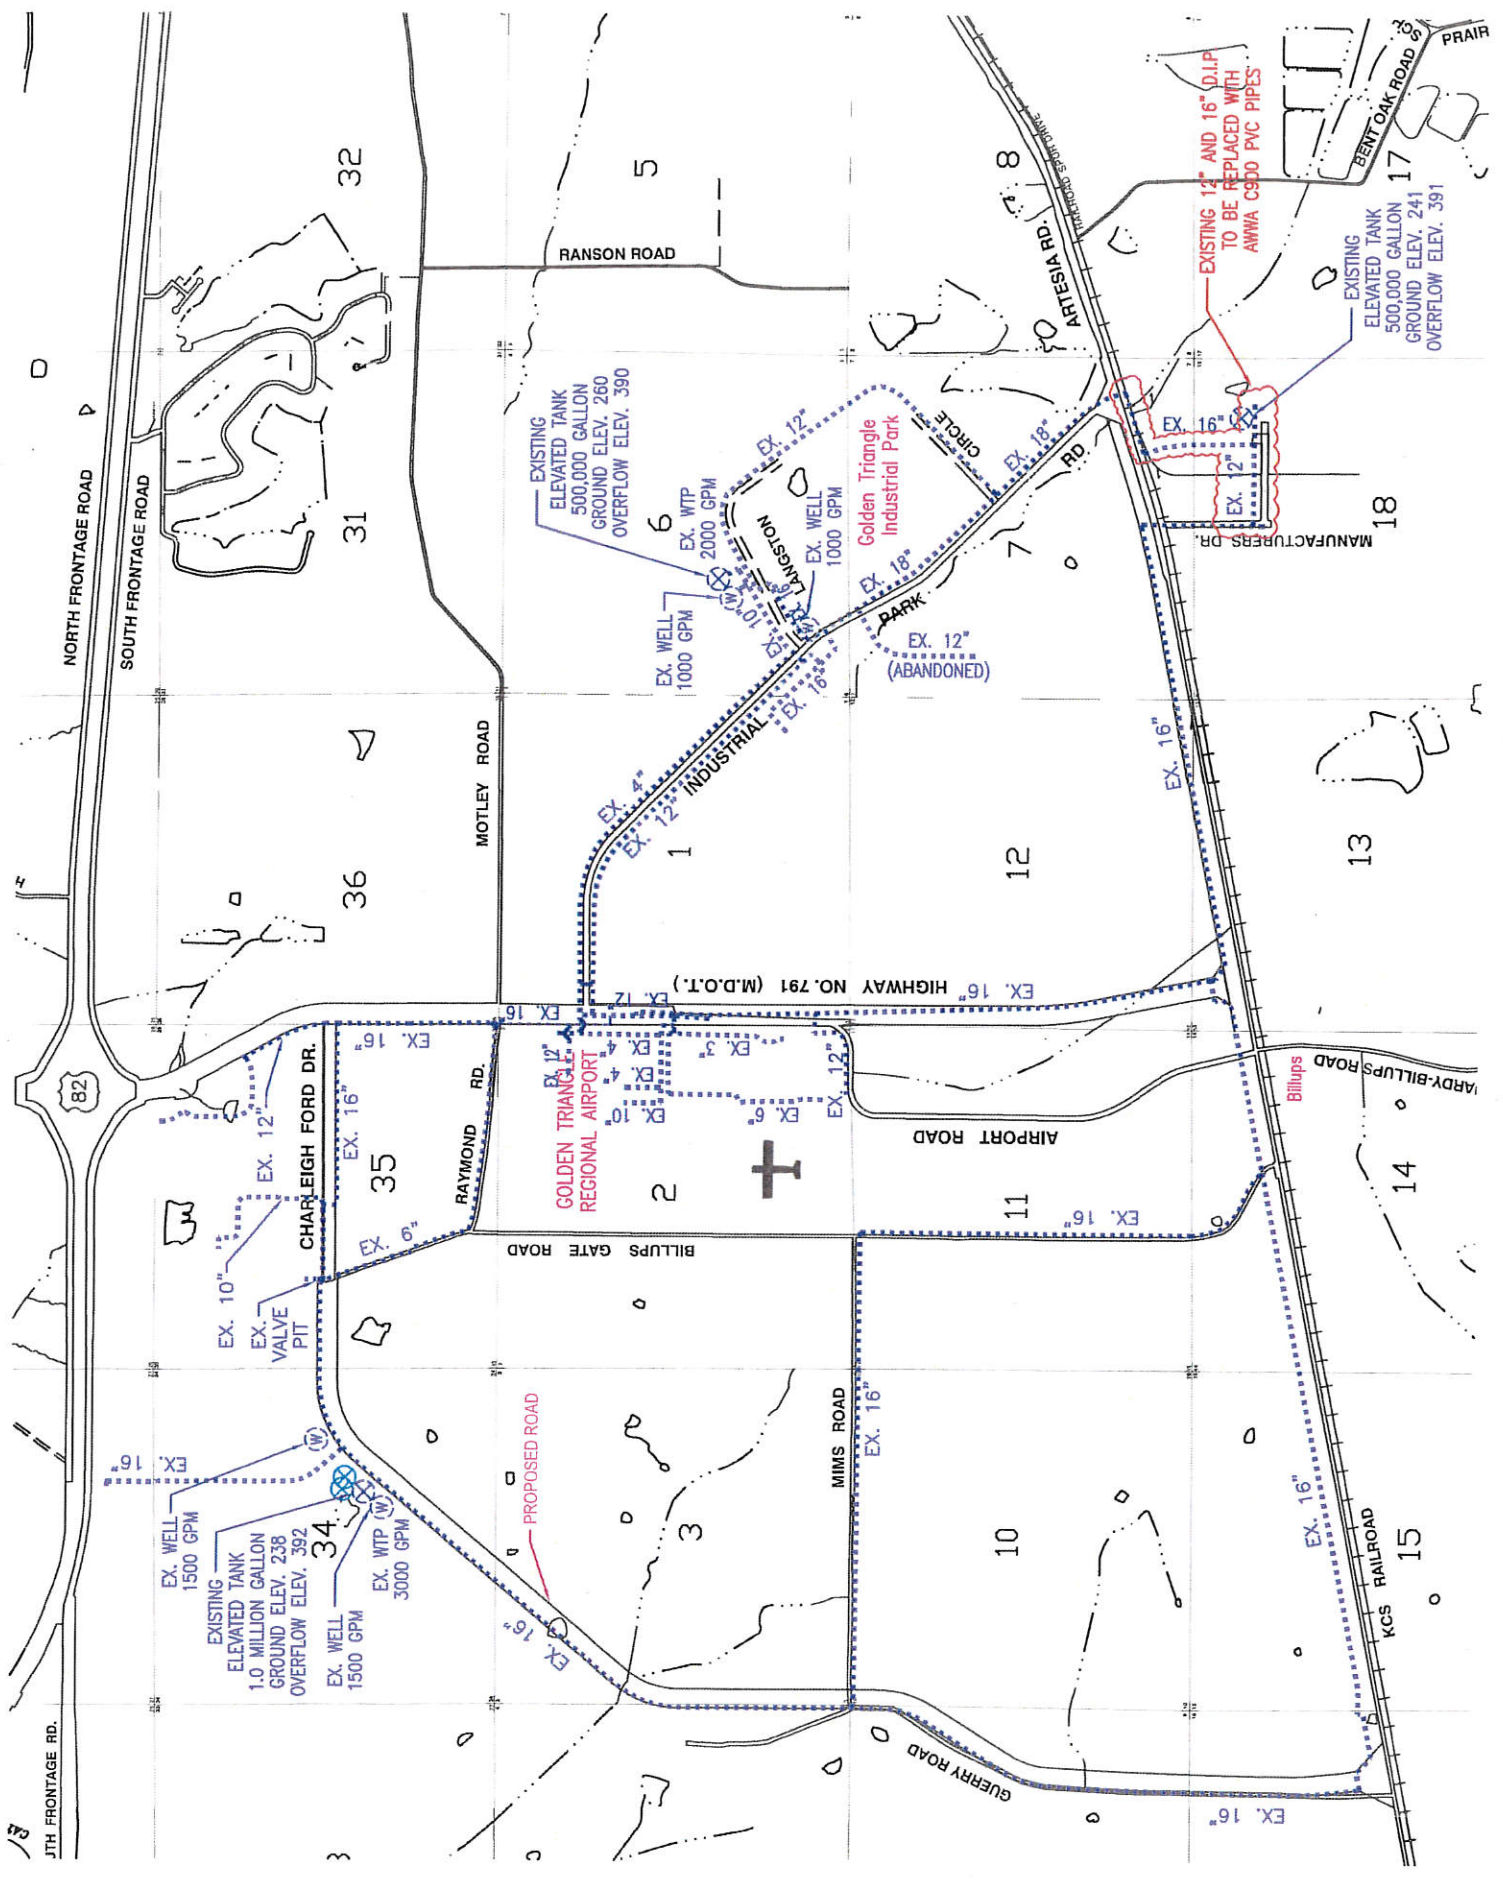 NORTH FRONTAGE ROAD
SOUTH FRONTAGE ROAD
82
32
31
36
35
34
5
6
1
2
3
8
7
12
11
10
17
18
13
14
15
RANSON ROAD
MOTLEY ROAD
ARTESIA RD.
RAILROAD SPUR DRIVE
BENT OAK ROAD
PRAIR
EXISTING 12" AND 16" D.I.P.
TO BE REPLACED WITH
AWWA C900 PVC PIPES
EXISTING
ELEVATED TANK
500,000 GALLON
GROUND ELEV. 241
OVERFLOW ELEV. 391
EX. 16"
EX. 12"
MANUFACTURERS DR.
EXISTING
ELEVATED TANK
500,000 GALLON
GROUND ELEV. 260
OVERFLOW ELEV. 390
EX. WTP
2000 GPM
EX. WELL
1000 GPM
W
EX. 10"
LANGSTON
CIRCLE
EX. 12"
EX. WELL
1000 GPM
W
Golden Triangle
Industrial Park
EX. 18"
EX. 18"
INDUSTRIAL
PARK
RD
EX. 12"
(ABANDONED)
EX. 16"
EX. 4"
EX. 12"
EX. 16"
HIGHWAY NO. 791 (M.D.O.T.)
EX. 16"
EX. 12
EX. 16
EX. 12"
EX. 4
EX. 4
EX. 3"
EX. 10"
EX. 6"
EX. 12"
GOLDEN TRIANGLE
REGIONAL AIRPORT
AIRPORT ROAD
Billups
HARDY-BILLUPS ROAD
CHARLEIGH FORD DR.
EX. 16"
EX. 16"
EX. 12"
EX. 10"
RAYMOND RD.
EX. 6"
EX.
VALVE
PIT
BILLUPS GATE ROAD
EX. 16"
MIMS ROAD
EX. 16"
PROPOSED ROAD
EX. 16"
EX. WELL
1500 GPM
W
EXISTING
ELEVATED TANK
1.0 MILLION GALLON
GROUND ELEV. 238
OVERFLOW ELEV. 392
EX. WELL
1500 GPM
EX. WTP
3000 GPM
W
EX. 16"
GUERRY ROAD
EX. 16"
EX. 16"
KCS RAILROAD
UTH FRONTAGE RD.